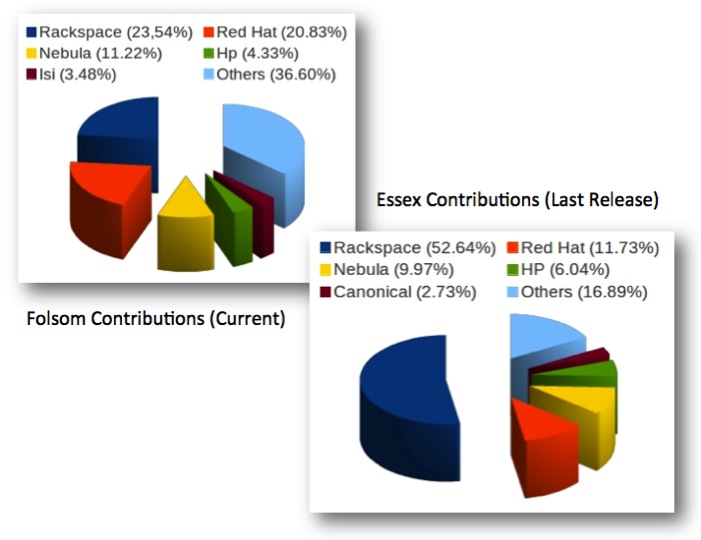 Rackspace (23,54%) Red Hat (20.83%)
Nebula (11.22%) Hp (4.33%)
Isi (3.48%) Others (36.60%)
Folsom Contributions (Current)
Essex Contributions (Last Release)
Rackspace (52.64%) Red Hat (11.73%)
Nebula (9.97%) HP (6.04%)
Canonical (2.73%) Others (16.89%)